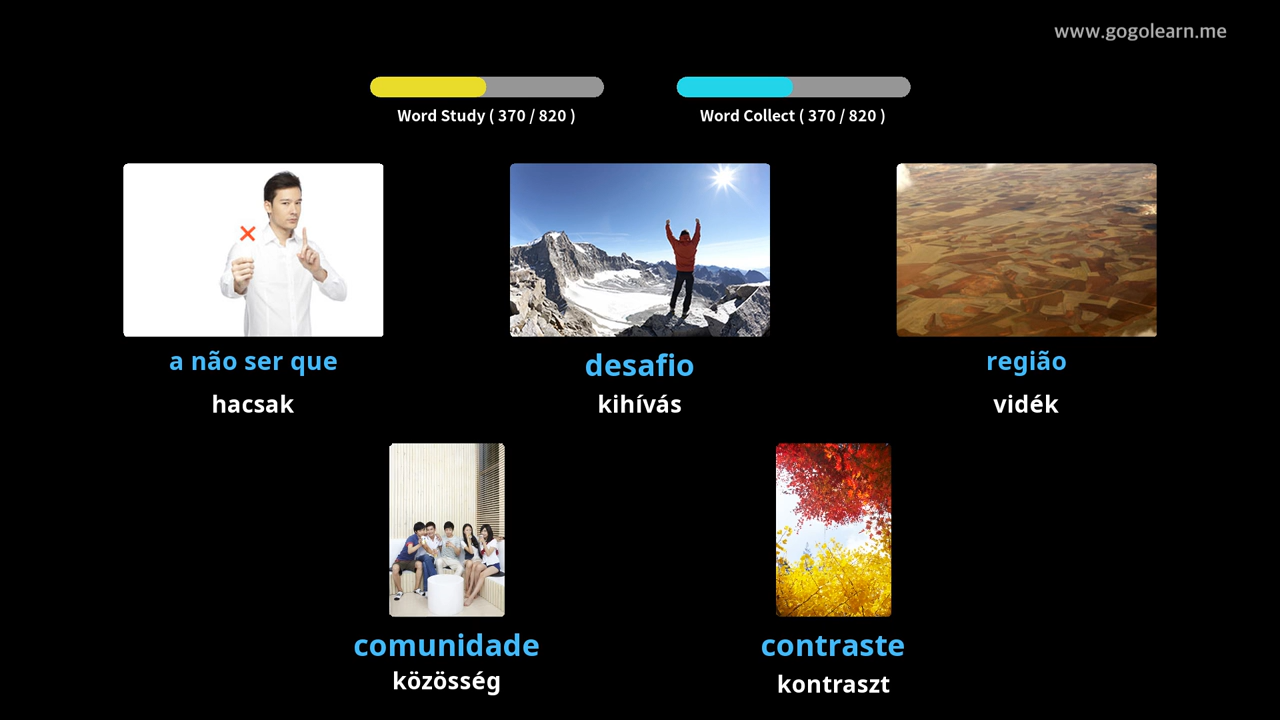 www.gogolearn.me
Word Study ( 370 / 820 )
Word Collect ( 370 / 820 )
a não ser que
hacsak
desafio
kihívás
região
vidék
comunidade
közösség
contraste
kontraszt